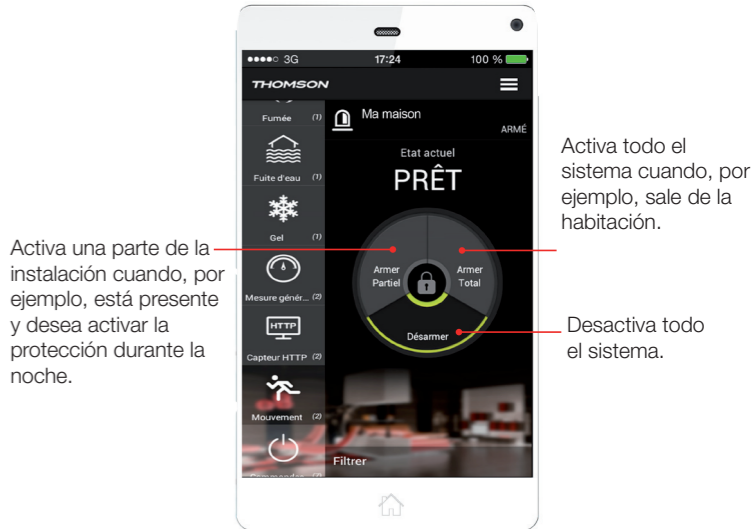 3G 17:24 100 %
THOMSON
Fumée (1)
Fuite d'eau (1)
Gel (1)
Mesure génér... (2)
HTTP
Capteur HTTP (2)
Mouvement (2)
Ma maison
ARMÉ
Etat actuel
PRÊT
Armer
Partiel
Armer
Total
Désarmer
Filtrer
Activa una parte de la
instalación cuando, por
ejemplo, está presente
y desea activar la
protección durante la
noche.
Activa todo el
sistema cuando, por
ejemplo, sale de la
habitación.
Desactiva todo
el sistema.